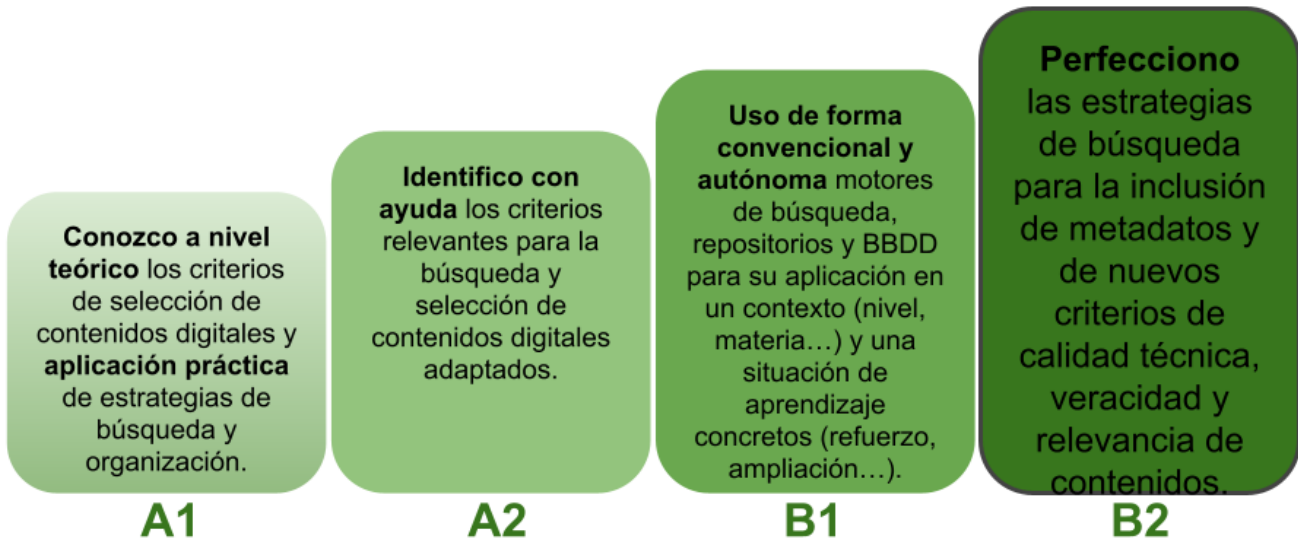 Conozco a nivel
teórico los criterios
de selección de
contenidos digitales y
aplicación práctica
de estrategias de
búsqueda y
organización.
A1
Identifico con
ayuda los criterios
relevantes para la
búsqueda y
selección de
contenidos digitales
adaptados.
A2
Uso de forma
convencional y
autónoma motores
de búsqueda,
repositorios y BBDD
para su aplicación en
un contexto (nivel,
materia...) y una
situación de
aprendizaje
concretos (refuerzo,
ampliación...).
B1
Perfecciono
las estrategias
de búsqueda
para la inclusión
de metadatos y
de nuevos
criterios de
calidad técnica,
veracidad y
relevancia de
contenidos.
B2